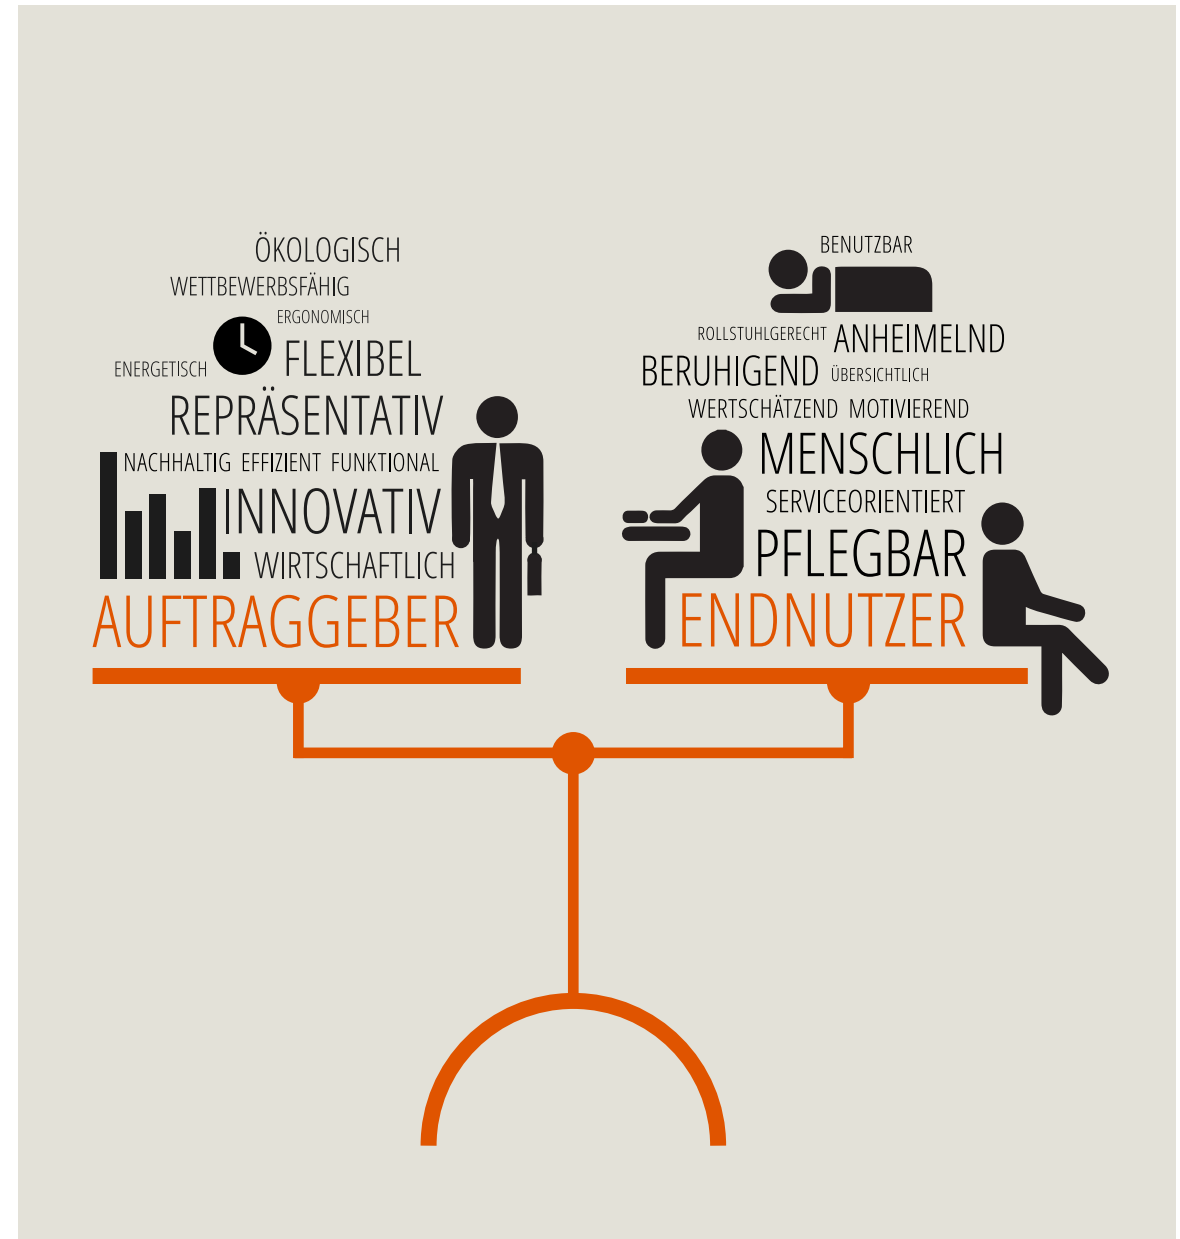 ÖKOLOGISCH
WETTBEWERBSFÄHIG
ERGONOMISCH
ENERGETISCH
FLEXIBEL
REPRÄSENTATIV
NACHHALTIG EFFIZIENT FUNKTIONAL
INNOVATIV
WIRTSCHAFTLICH
AUFTRAGGEBER
BENUTZBAR
ROLLSTUHLGERECHT ANHEIMELND
BERUHIGEND ÜBERSICHTLICH
WERTSCHÄTZEND MOTIVIEREND
MENSCHLICH
SERVICEORIENTIERT
PFLEGBAR
ENDNUTZER